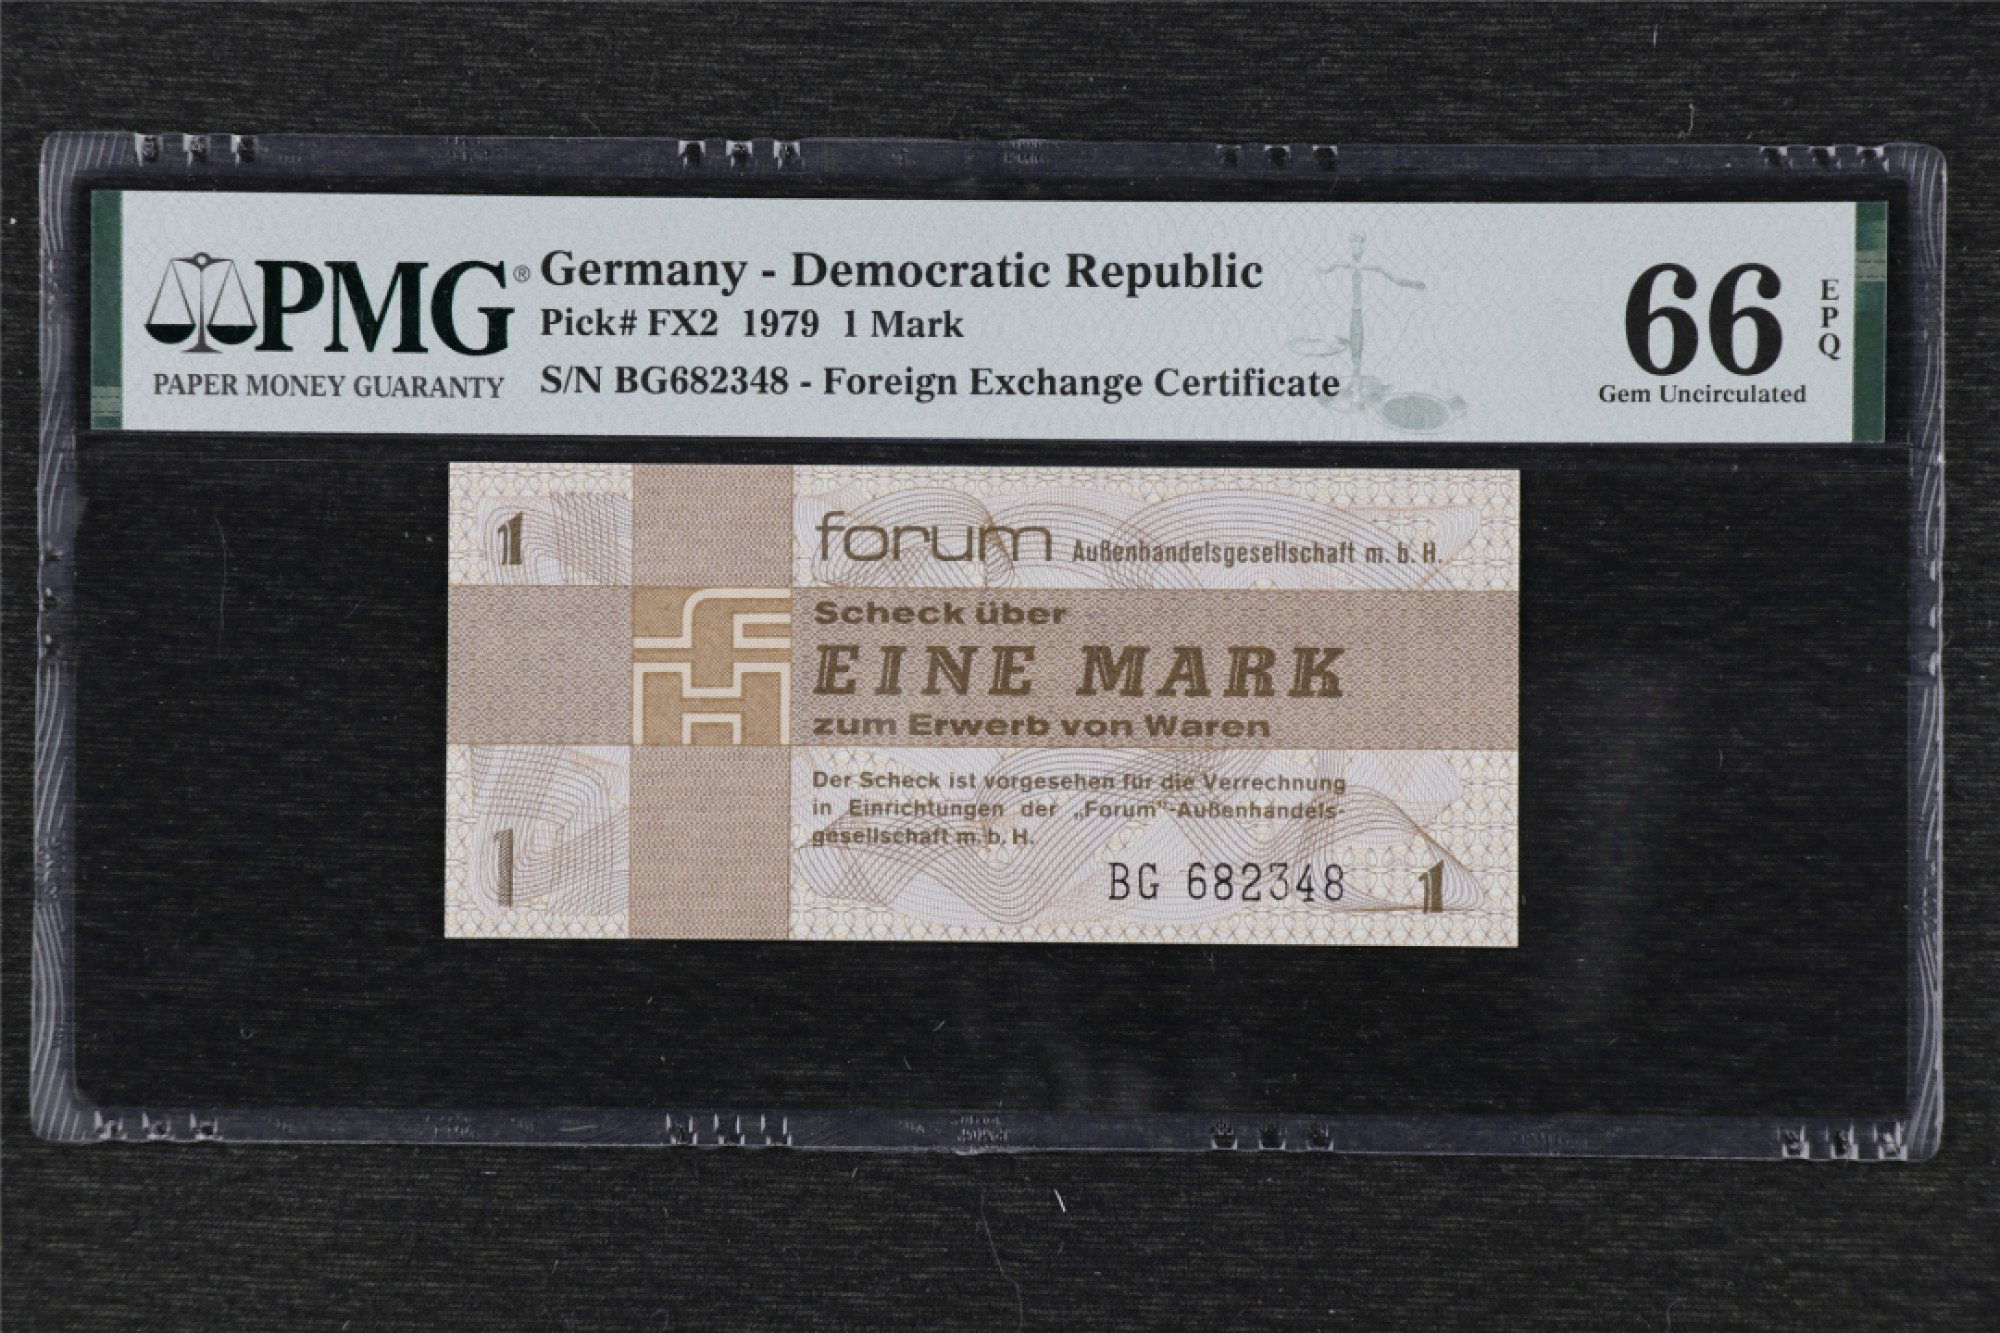 PMG®
PAPER MONEY GUARANTY
Germany - Democratic Republic
Pick# FX2 1979 1 Mark
S/N BG682348 - Foreign Exchange Certificate
66
EPQ
Gem Uncirculated
1
forum Außenhandelsgesellschaft m. b. H.
Scheck über
EINE MARK
zum Erwerb von Waren
Der Scheck ist vorgesehen für die Verrechnung
in Einrichtungen der „Forum"-Außenhandels-
gesellschaft m. b. H.
1
BG 682348
1